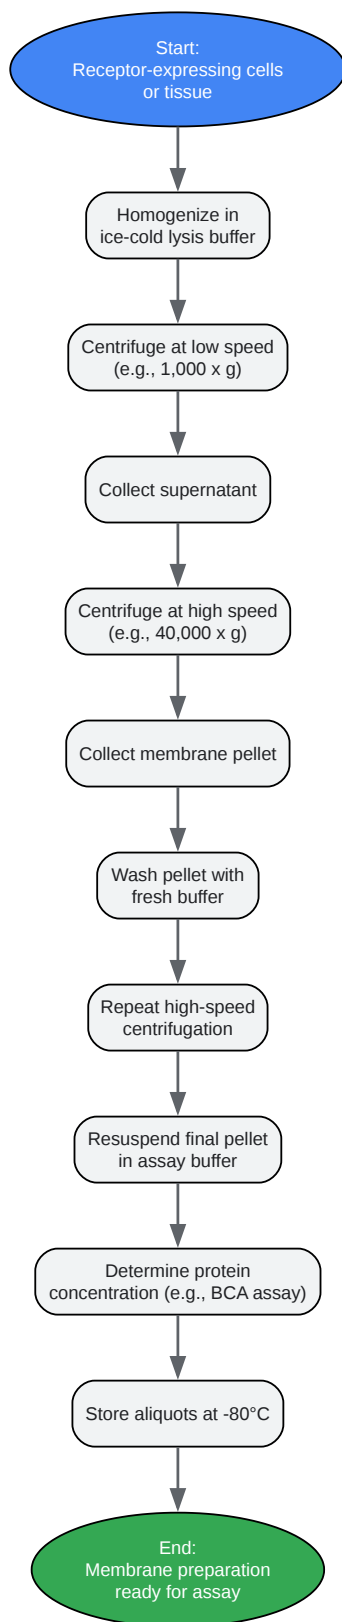 Start:
Receptor-expressing cells
or tissue
Homogenize in
ice-cold lysis buffer
Centrifuge at low speed
(e.g., 1,000 x g)
Collect supernatant
Centrifuge at high speed
(e.g., 40,000 x g)
Collect membrane pellet
Wash pellet with
fresh buffer
Repeat high-speed
centrifugation
Resuspend final pellet
in assay buffer
Determine protein
concentration (e.g., BCA assay)
Store aliquots at -80°C
End:
Membrane preparation
ready for assay